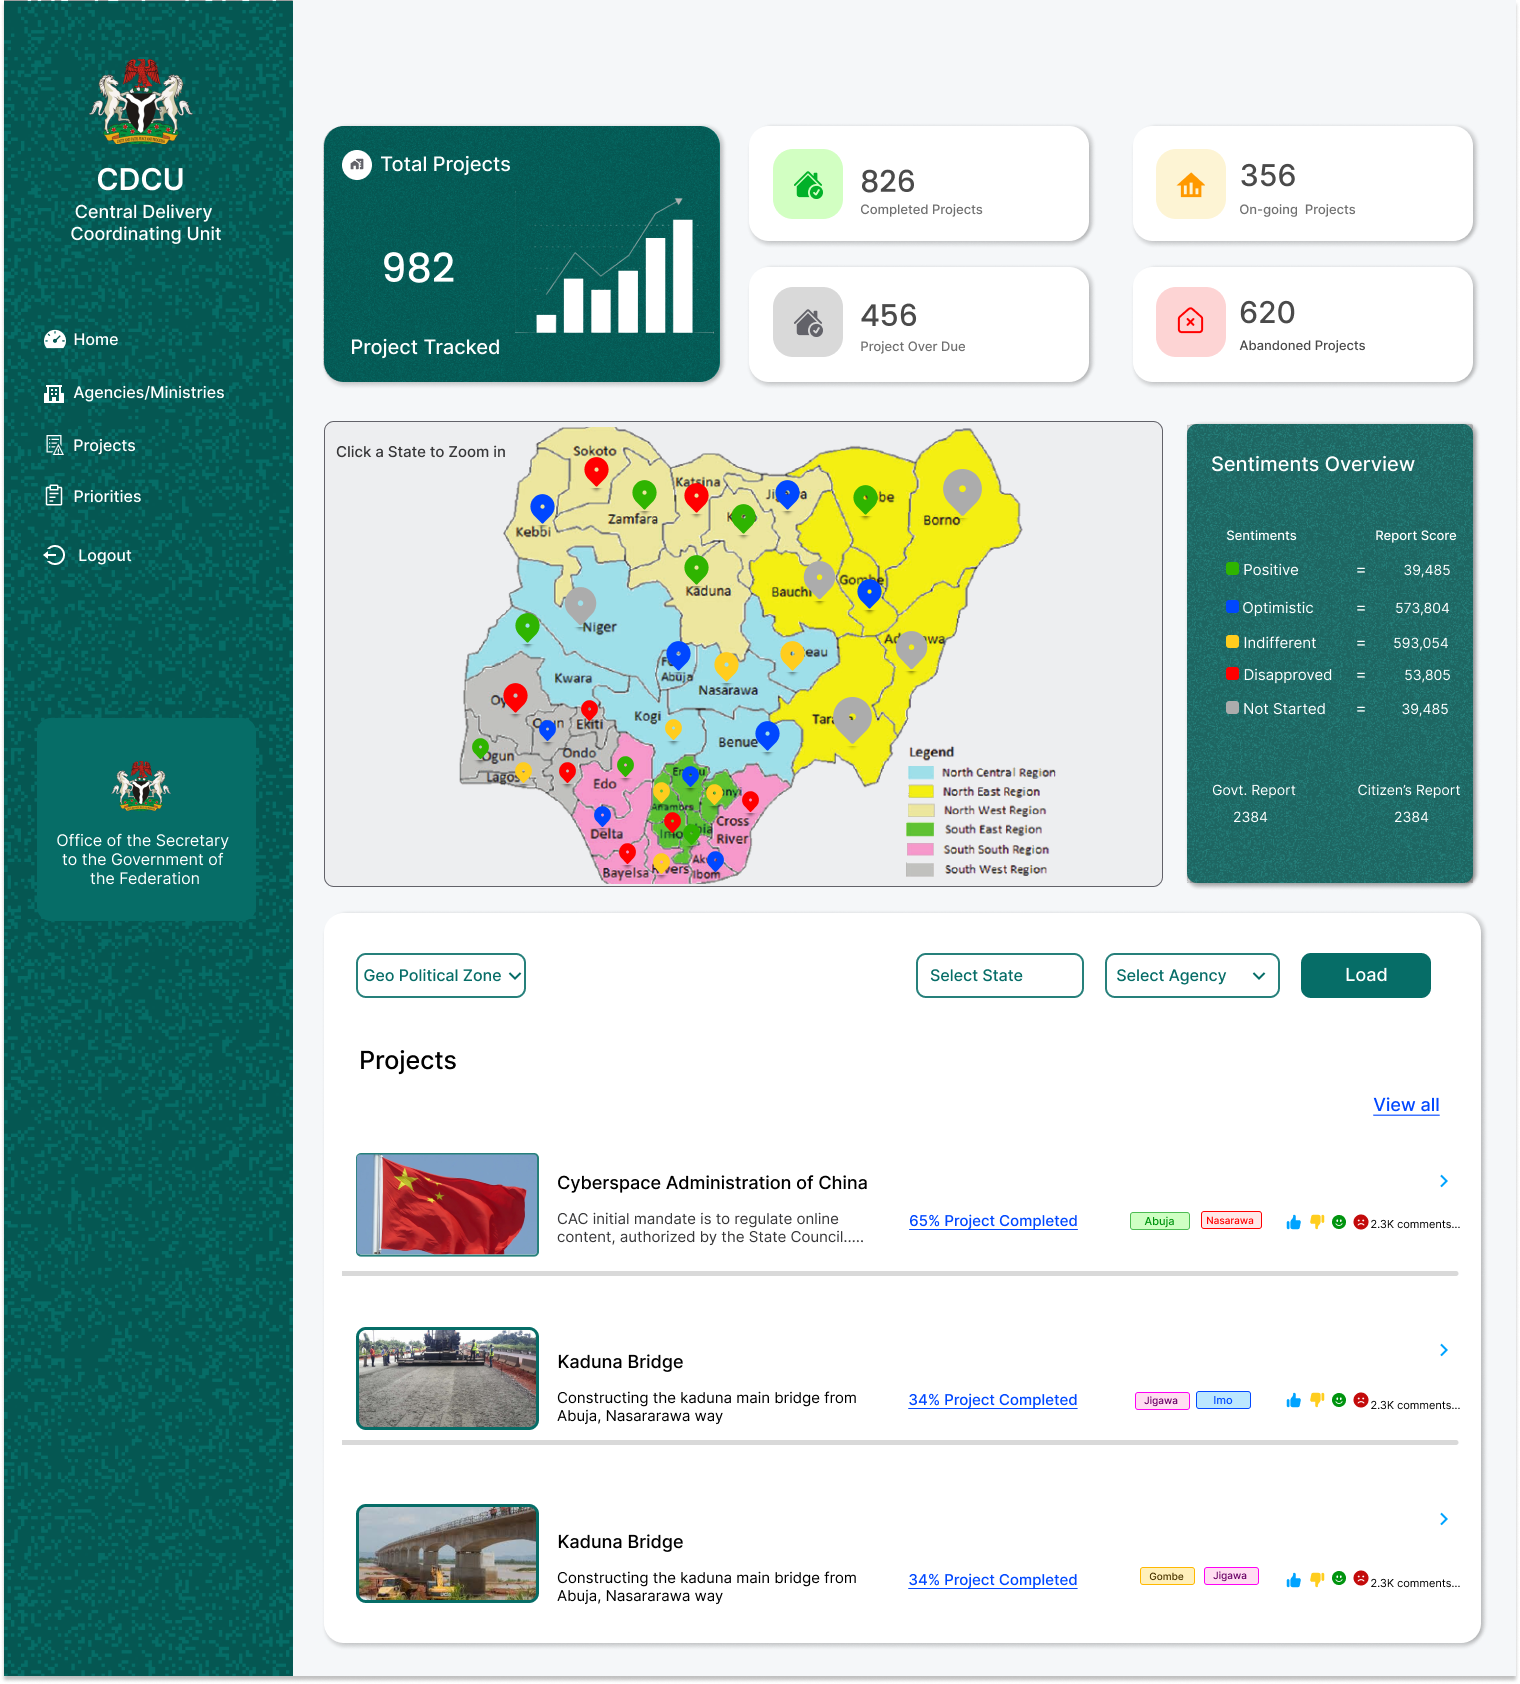 CDCU
Central Delivery
Coordinating Unit
Home
Agencies/Ministries
Projects
Priorities
Logout
Office of the Secretary
to the Government of
the Federation
Total Projects
982
Project Tracked
826
Completed Projects
356
On-going Projects
456
Project Over Due
620
Abandoned Projects
Click a State to Zoom in
Sokoto
Katsina
Zamfara
Kebbi
Borno
Kaduna
Bauchi
Gombe
Niger
Abuja
Nasarawa
Kwara
Kogi
Ekiti
Benue
Ogun
Ondo
Lagos
Edo
Delta
Cross
River
Bayelsa
Ibom
Legend
North Central Region
North East Region
North West Region
South East Region
South South Region
South West Region
Sentiments Overview
Sentiments Report Score
Positive = 39,485
Optimistic = 573,804
Indifferent = 593,054
Disapproved = 53,805
Not Started = 39,485
Govt. Report Citizen's Report
2384 2384
Geo Political Zone
Select State
Select Agency
Load
Projects
View all
Cyberspace Administration of China
CAC initial mandate is to regulate online
content, authorized by the State Council.....
65% Project Completed
Abuja
Nasarawa
2.3K comments...
Kaduna Bridge
Constructing the kaduna main bridge from
Abuja, Nasararawa way
34% Project Completed
Jigawa
Imo
2.3K comments...
Kaduna Bridge
Constructing the kaduna main bridge from
Abuja, Nasararawa way
34% Project Completed
Gombe
Jigawa
2.3K comments...